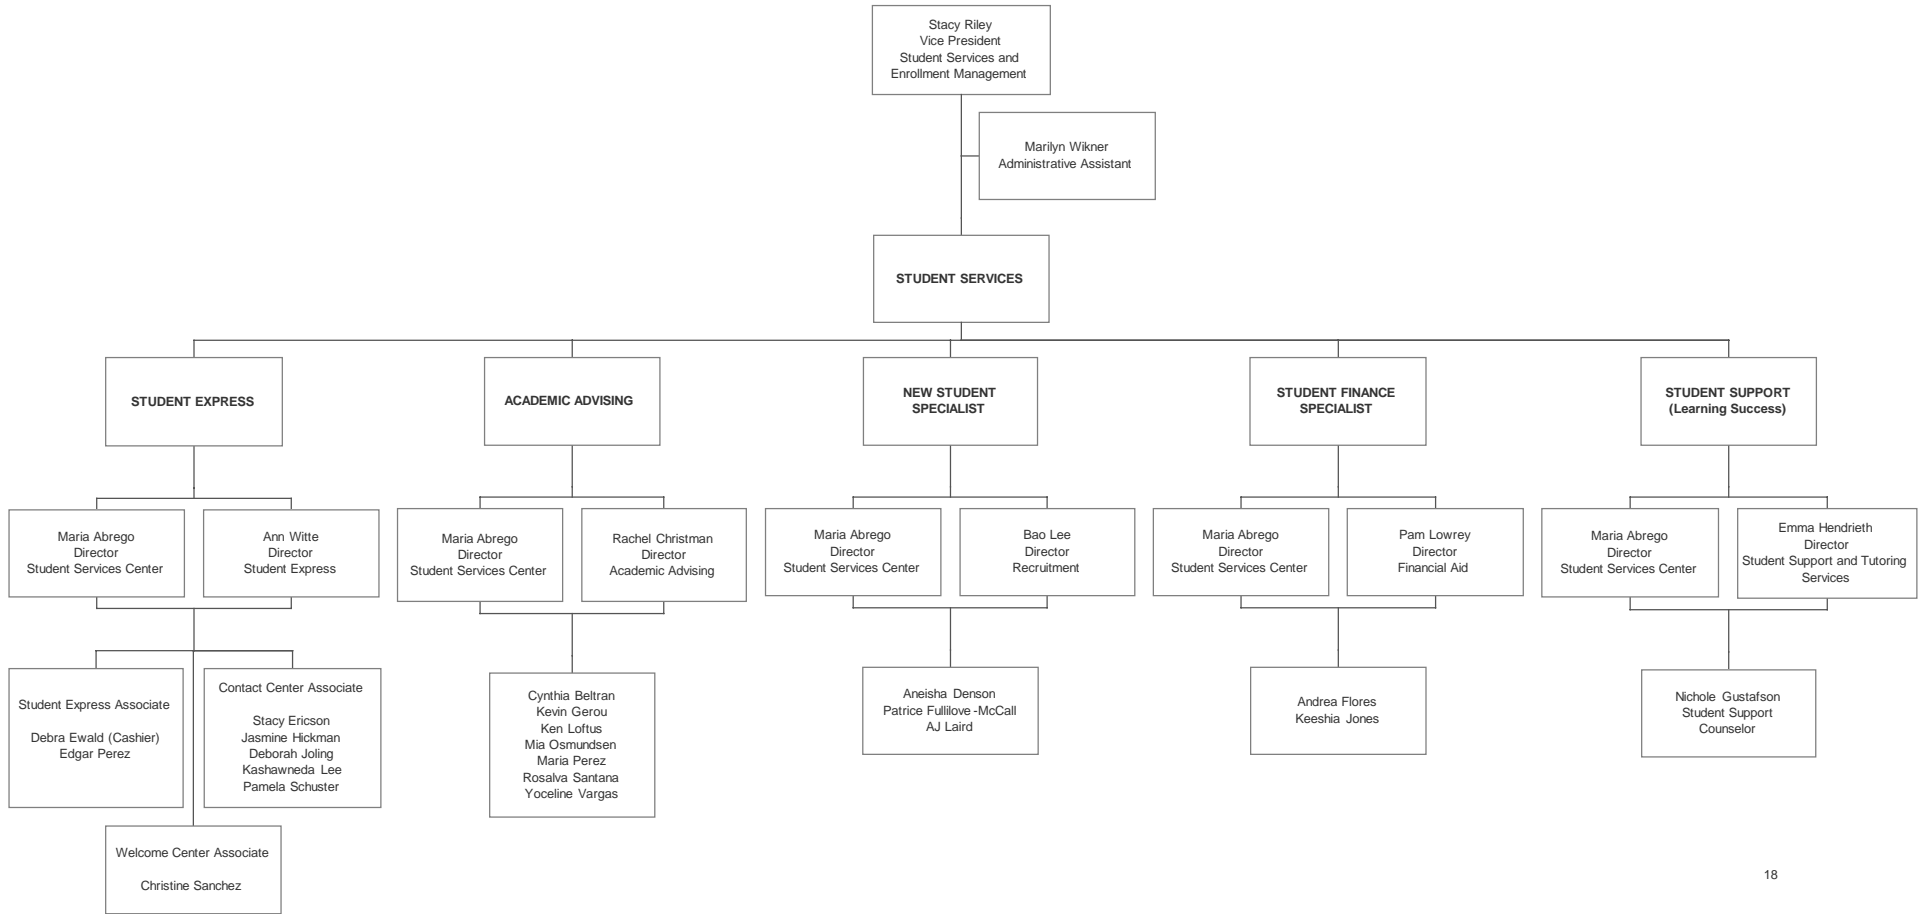 Stacy Riley
Vice President
Student Services and
Enrollment Management
Marilyn Wikner
Administrative Assistant
STUDENT SERVICES
STUDENT EXPRESS
ACADEMIC ADVISING
NEW STUDENT
SPECIALIST
STUDENT FINANCE
SPECIALIST
STUDENT SUPPORT
(Learning Success)
Maria Abrego
Director
Student Services Center
Ann Witte
Director
Student Express
Maria Abrego
Director
Student Services Center
Rachel Christman
Director
Academic Advising
Maria Abrego
Director
Student Services Center
Bao Lee
Director
Recruitment
Maria Abrego
Director
Student Services Center
Pam Lowrey
Director
Financial Aid
Maria Abrego
Director
Student Services Center
Emma Hendrieth
Director
Student Support and Tutoring
Services
Student Express Associate
Debra Ewald (Cashier)
Edgar Perez
Contact Center Associate
Stacy Ericson
Jasmine Hickman
Deborah Joling
Kashawneda Lee
Pamela Schuster
Cynthia Beltran
Kevin Gerou
Ken Loftus
Mia Osmundsen
Maria Perez
Rosalva Santana
Yoceline Vargas
Aneisha Denson
Patrice Fullilove-McCall
AJ Laird
Andrea Flores
Keeshia Jones
Nichole Gustafson
Student Support
Counselor
Welcome Center Associate
Christine Sanchez
18